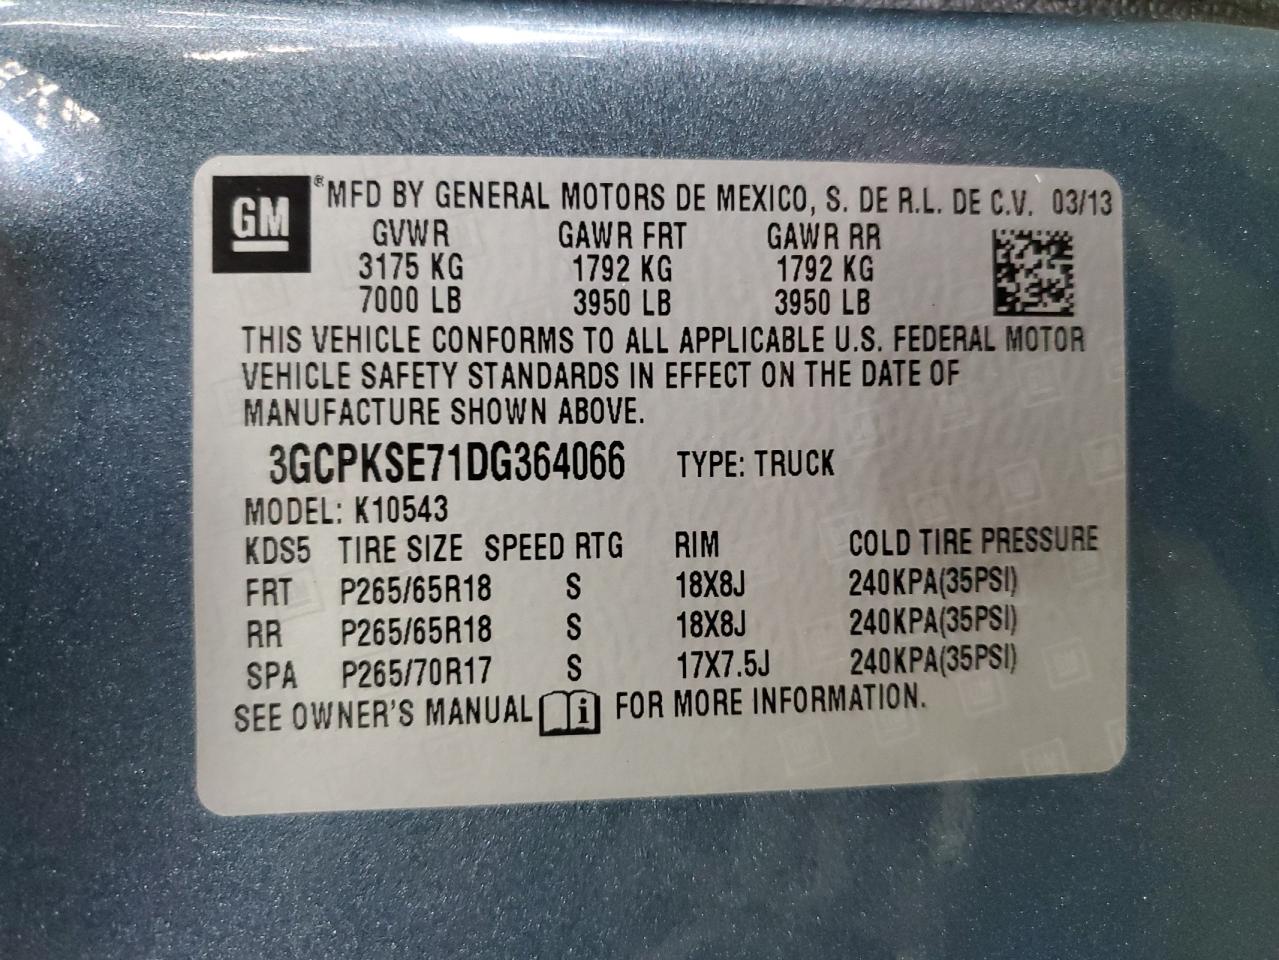 GM ® MFD BY GENERAL MOTORS DE MEXICO, S. DE R.L. DE C.V. 03/13
GVWR GAWR FRT GAWR RR
3175 KG 1792 KG 1792 KG
7000 LB 3950 LB 3950 LB
THIS VEHICLE CONFORMS TO ALL APPLICABLE U.S. FEDERAL MOTOR
VEHICLE SAFETY STANDARDS IN EFFECT ON THE DATE OF
MANUFACTURE SHOWN ABOVE.
3GCPKSE71DG364066 TYPE: TRUCK
MODEL: K10543
KDS5 TIRE SIZE SPEED RTG RIM COLD TIRE PRESSURE
FRT P265/65R18 S 18X8J 240KPA(35PSI)
RR P265/65R18 S 18X8J 240KPA(35PSI)
SPA P265/70R17 S 17X7.5J 240KPA(35PSI)
SEE OWNER'S MANUAL i FOR MORE INFORMATION.